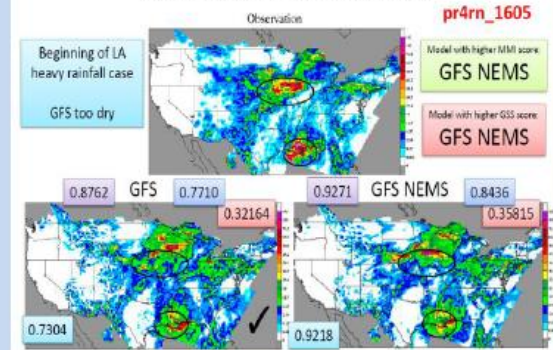 pr4rn_1605
Observation
Beginning of LA
heavy rainfall case
GFS too dry
Model with higher MMI score:
GFS NEMS
Model with higher GSS score:
GFS NEMS
0.8762
GFS
0.7710
0.32164
0.9271
GFS NEMS
0.8436
0.35815
0.7304
✓
0.9218